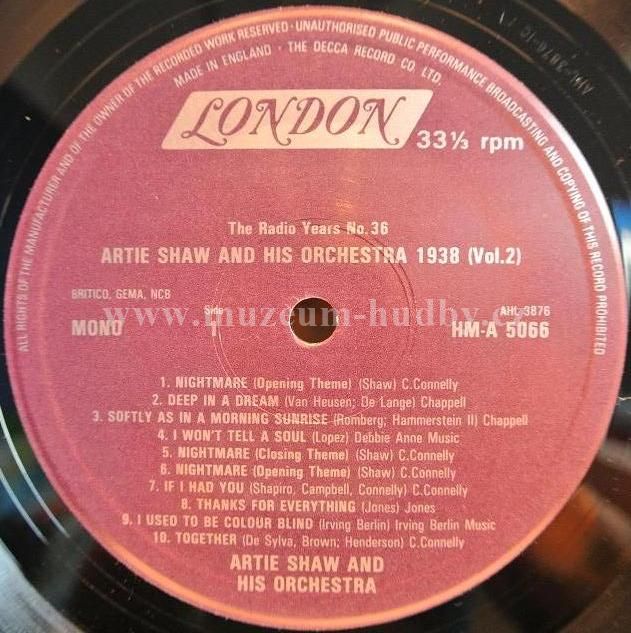 ALL RIGHTS OF THE MANUFACTURER AND OF THE OWNER OF THE RECORDED WORK RESERVED · UNAUTHORISED PUBLIC PERFORMANCE BROADCASTING AND COPYING OF THIS RECORD PROHIBITED
MADE IN ENGLAND · THE DECCA RECORD CO. LTD.
LONDON
33⅓ rpm
The Radio Years No.36
ARTIE SHAW AND HIS ORCHESTRA 1938 (Vol.2)
BRITICO, GEMA, NCB
Side AHL 3876
MONO 1 HM-A 5066
www.muzeum-hudby.cz
1. NIGHTMARE (Opening Theme) (Shaw) C.Connelly
2. DEEP IN A DREAM (Van Heusen; De Lange) Chappell
3. SOFTLY AS IN A MORNING SUNRISE (Romberg; Hammerstein II) Chappell
4. I WON'T TELL A SOUL (Lopez) Debbie Anne Music
5. NIGHTMARE (Closing Theme) (Shaw) C.Connelly
6. NIGHTMARE (Opening Theme) (Shaw) C.Connelly
7. IF I HAD YOU (Shapiro, Campbell, Connelly) C.Connelly
8. THANKS FOR EVERYTHING (Jones) Jones
9. I USED TO BE COLOUR BLIND (Irving Berlin) Irving Berlin Music
10. TOGETHER (De Sylva, Brown; Henderson) C.Connelly
ARTIE SHAW AND
HIS ORCHESTRA